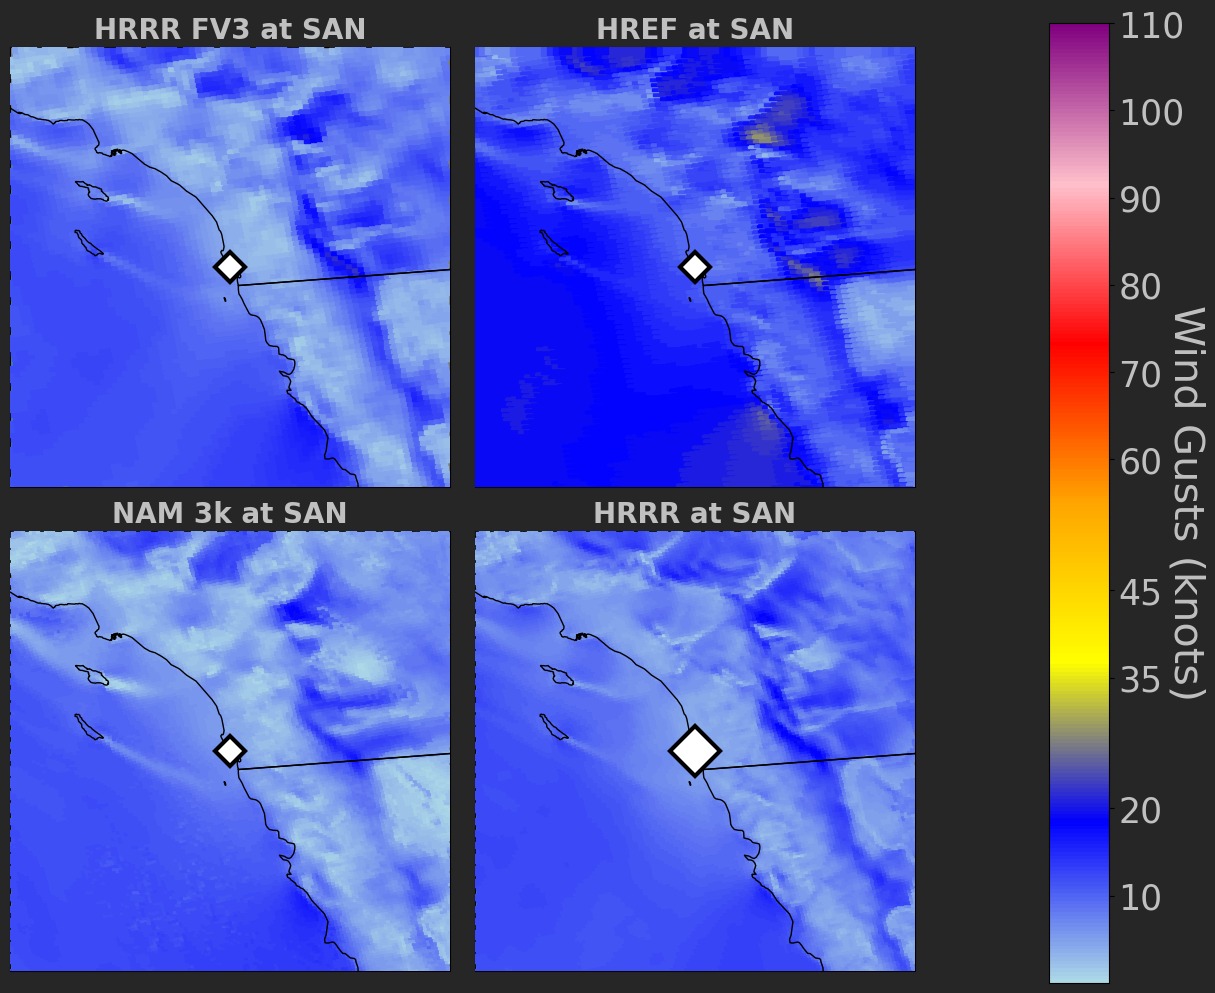 HRRR FV3 at SAN
HREF at SAN
NAM 3k at SAN
HRRR at SAN
110
100
90
80
70
60
45
35
20
10
Wind Gusts (knots)